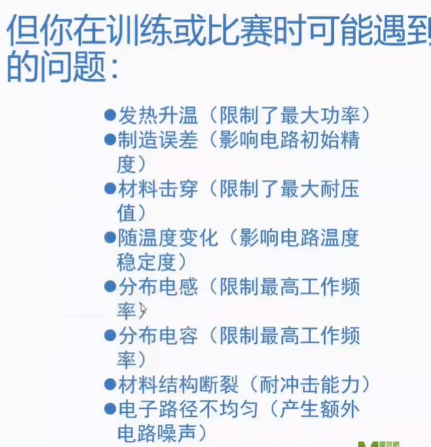 但你在训练或比赛时可能遇到
的问题：
●发热升温（限制了最大功率）
●制造误差（影响电路初始精
度）
●材料击穿（限制了最大耐压
值）
●随温度变化（影响电路温度
稳定度）
●分布电感（限制最高工作频
率）
●分布电容（限制最高工作频
率）
●材料结构断裂（耐冲击能力）
●电子路径不均匀（产生额外
电路噪声）